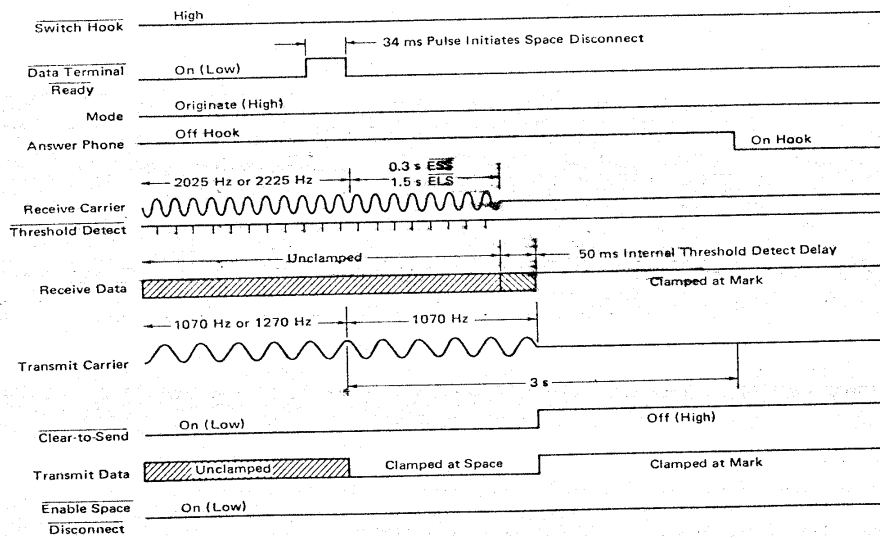 Switch Hook High
34 ms Pulse Initiates Space Disconnect
Data Terminal On (Low)
Ready
Mode Originate (High)
Answer Phone Off Hook On Hook
0.3 s ESS
2025 Hz or 2225 Hz 1.5 s ELS
Receive Carrier
Threshold Detect
Unclamped 50 ms Internal Threshold Detect Delay
Receive Data Clamped at Mark
1070 Hz or 1270 Hz 1070 Hz
Transmit Carrier
3 s
Clear-to-Send On (Low) Off (High)
Transmit Data Unclamped Clamped at Space Clamped at Mark
Enable Space On (Low)
Disconnect